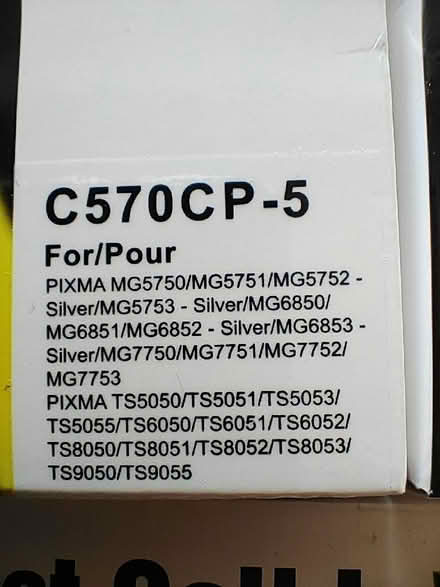 C570CP-5
For/Pour
PIXMA MG5750/MG5751/MG5752 -
Silver/MG5753 - Silver/MG6850/
MG6851/MG6852 - Silver/MG6853 -
Silver/MG7750/MG7751/MG7752/
MG7753
PIXMA TS5050/TS5051/TS5053/
TS5055/TS6050/TS6051/TS6052/
TS8050/TS8051/TS8052/TS8053/
TS9050/TS9055